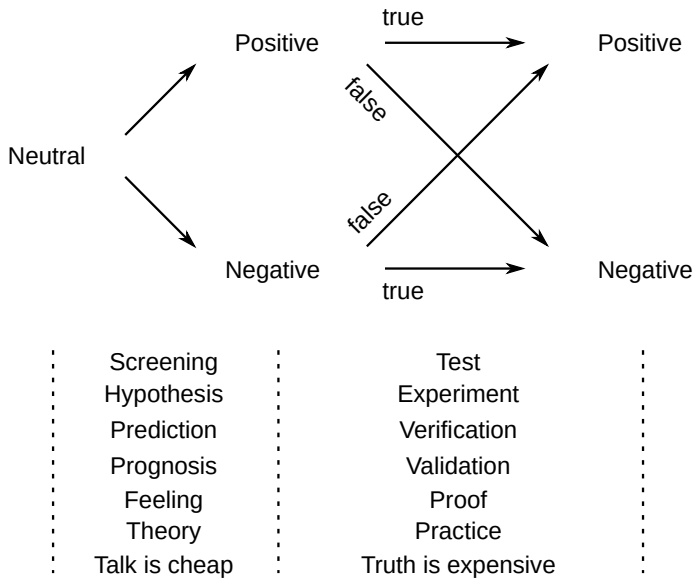 true
Positive
Positive
false
Neutral
false
Negative
Negative
true
Screening
Test
Hypothesis
Experiment
Prediction
Verification
Prognosis
Validation
Feeling
Proof
Theory
Practice
Talk is cheap
Truth is expensive